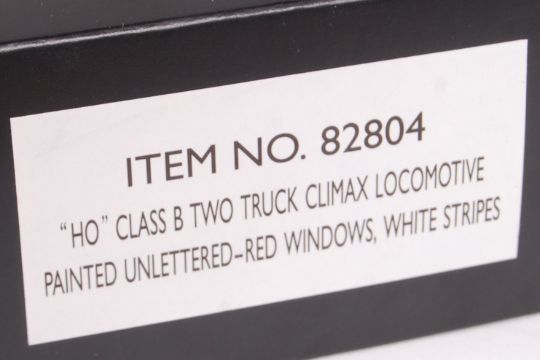 ITEM NO. 82804
“HO” CLASS B TWO TRUCK CLIMAX LOCOMOTIVE
PAINTED UNLETTERED-RED WINDOWS, WHITE STRIPES